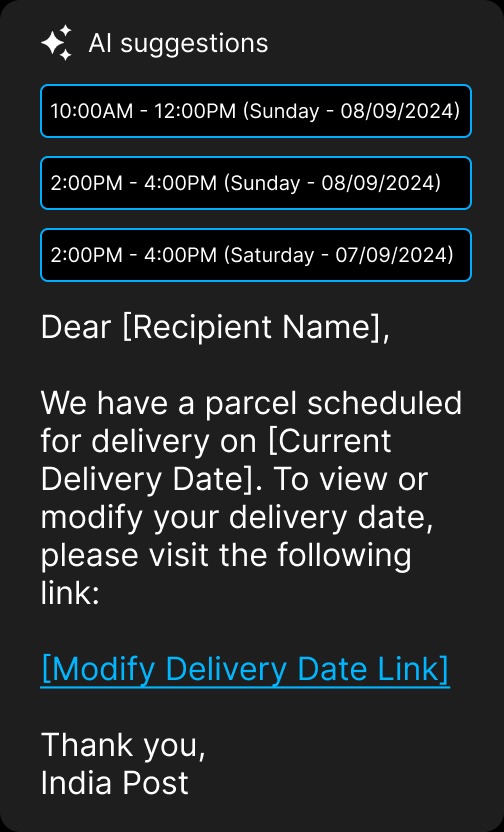 AI suggestions
10:00AM - 12:00PM (Sunday - 08/09/2024)
2:00PM - 4:00PM (Sunday - 08/09/2024)
2:00PM - 4:00PM (Saturday - 07/09/2024)
Dear [Recipient Name],
We have a parcel scheduled
for delivery on [Current
Delivery Date]. To view or
modify your delivery date,
please visit the following
link:
[Modify Delivery Date Link]
Thank you,
India Post